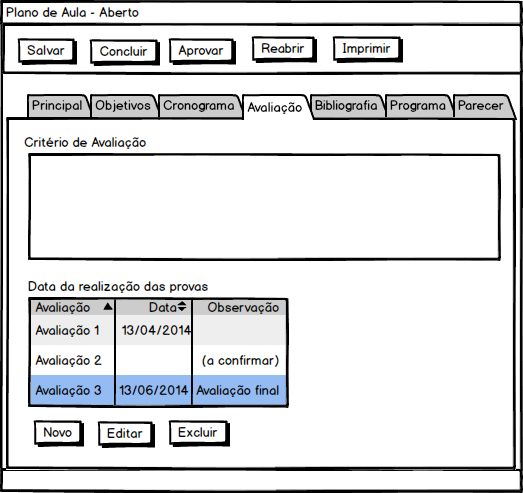 Plano de Aula - Aberto
Salvar Concluir Aprovar Reabrir Imprimir
Principal Objetivos Cronograma Avaliação Bibliografia Programa Parecer
Critério de Avaliação
Data da realização das provas
Avaliação Data Observação
Avaliação 1 13/04/2014
Avaliação 2 (a confirmar)
Avaliação 3 13/06/2014 Avaliação final
Novo Editar Excluir